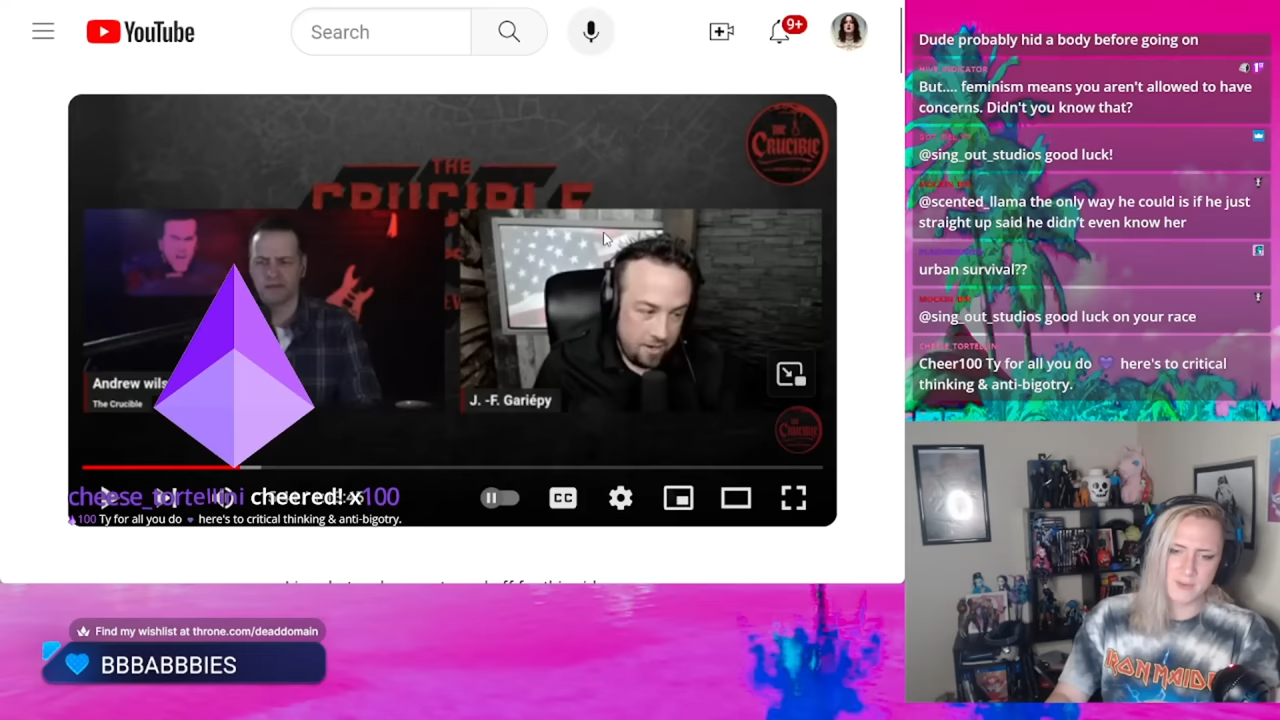 YouTube
Search
9+
THE
CRUCIBLE
THE
CRUCIBLE
Andrew wils
The Crucible
J. -F. Gariépy
CC
cheese_tortellini cheered! x100
100 Ty for all you do here's to critical thinking & anti-bigotry.
Find my wishlist at throne.com/deaddomain
BBBABBBIES
Dude probably hid a body before going on
But.... feminism means you aren't allowed to have
concerns. Didn't you know that?
@sing_out_studios good luck!
@scented_llama the only way he could is if he just
straight up said he didn't even know her
urban survival??
@sing_out_studios good luck on your race
CHEESE_TORTELLINI
Cheer100 Ty for all you do here's to critical
thinking & anti-bigotry.
IRON MAIDEN